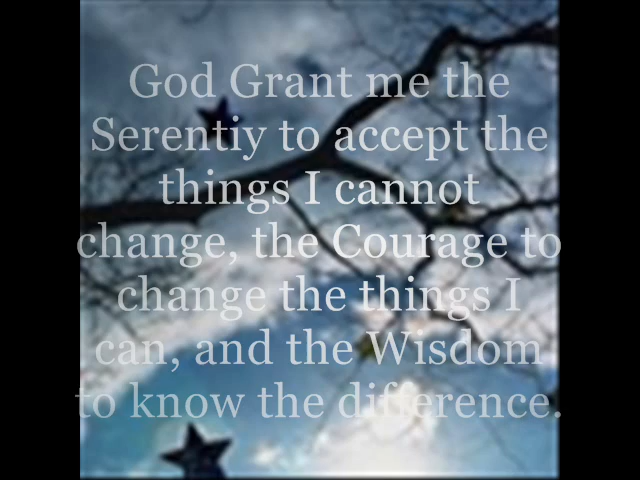 God Grant me the
Serentiy to accept the
things I cannot
change, the Courage to
change the things I
can, and the Wisdom
to know the difference.